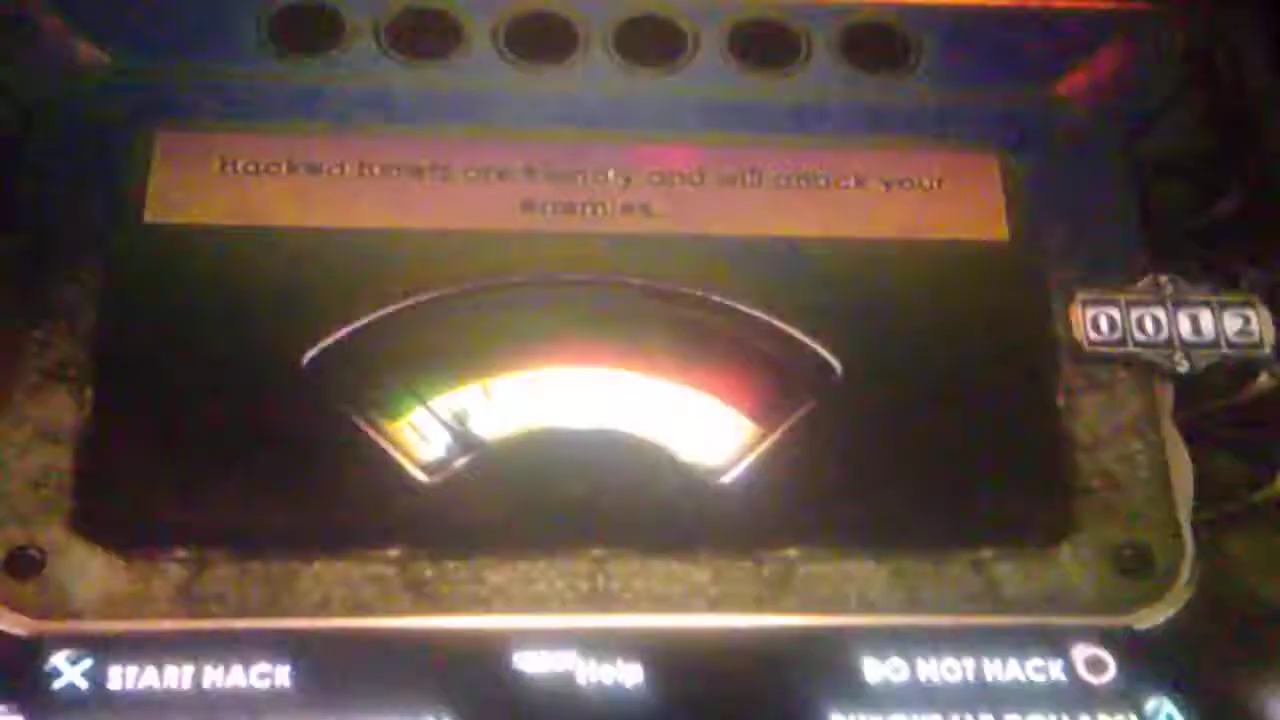 Hacked turrets are friendly and will attack your
enemies.
0012
START HACK
Help
DO NOT HACK